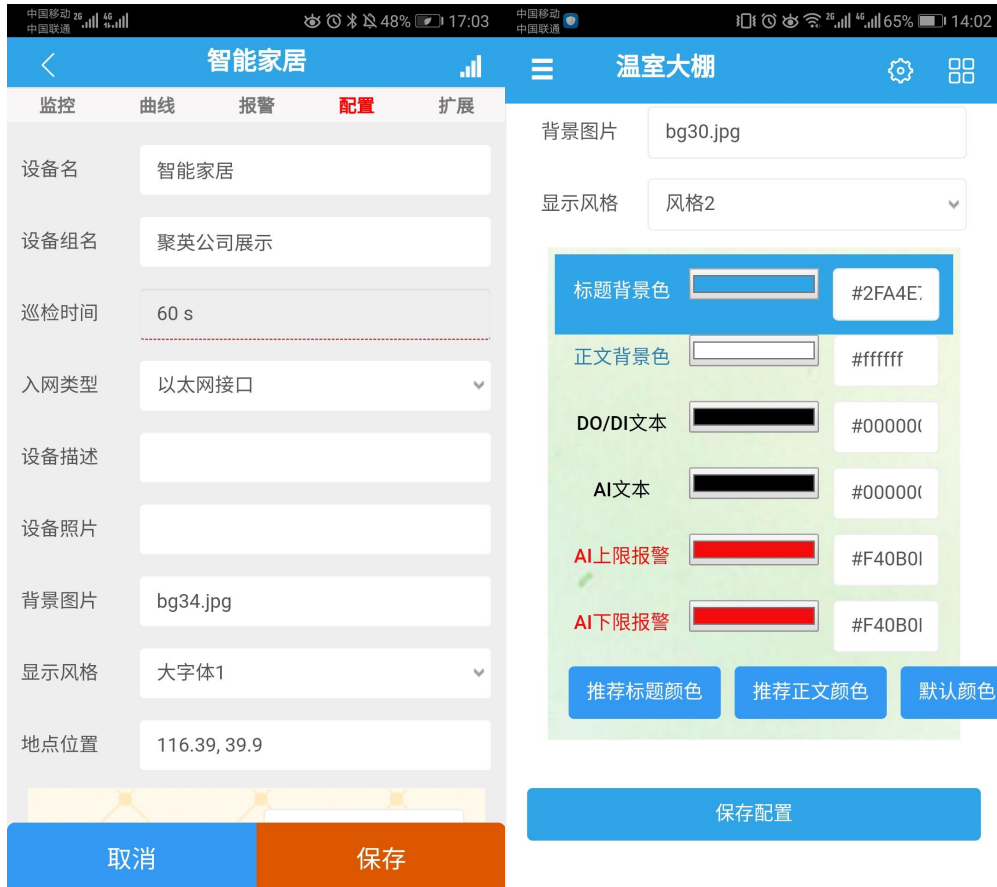 中国移动 2G 4G
中国联通
48% 17:03
智能家居
监控 曲线 报警 配置 扩展
设备名 智能家居
设备组名 聚英公司展示
巡检时间 60 s
入网类型 以太网接口
设备描述
设备照片
背景图片 bg34.jpg
显示风格 大字体1
地点位置 116.39, 39.9
取消 保存
中国移动
中国联通
2G 4G 65% 14:02
温室大棚
背景图片 bg30.jpg
显示风格 风格2
标题背景色 #2FA4E
正文背景色 #ffffff
DO/DI文本 #00000
AI文本 #00000
AI上限报警 #F40B0
AI下限报警 #F40B0
推荐标题颜色 推荐正文颜色 默认颜色
保存配置